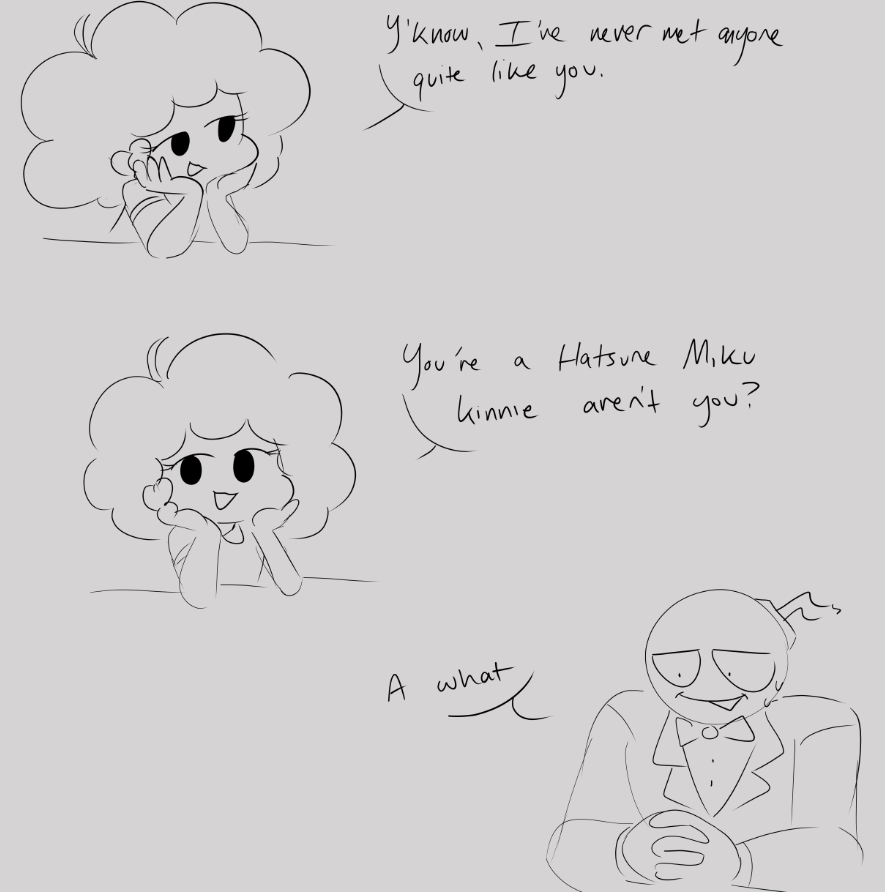 Y'know, I've never met anyone
quite like you.
You're a Hatsune Miku
kinnie aren't you?
A what